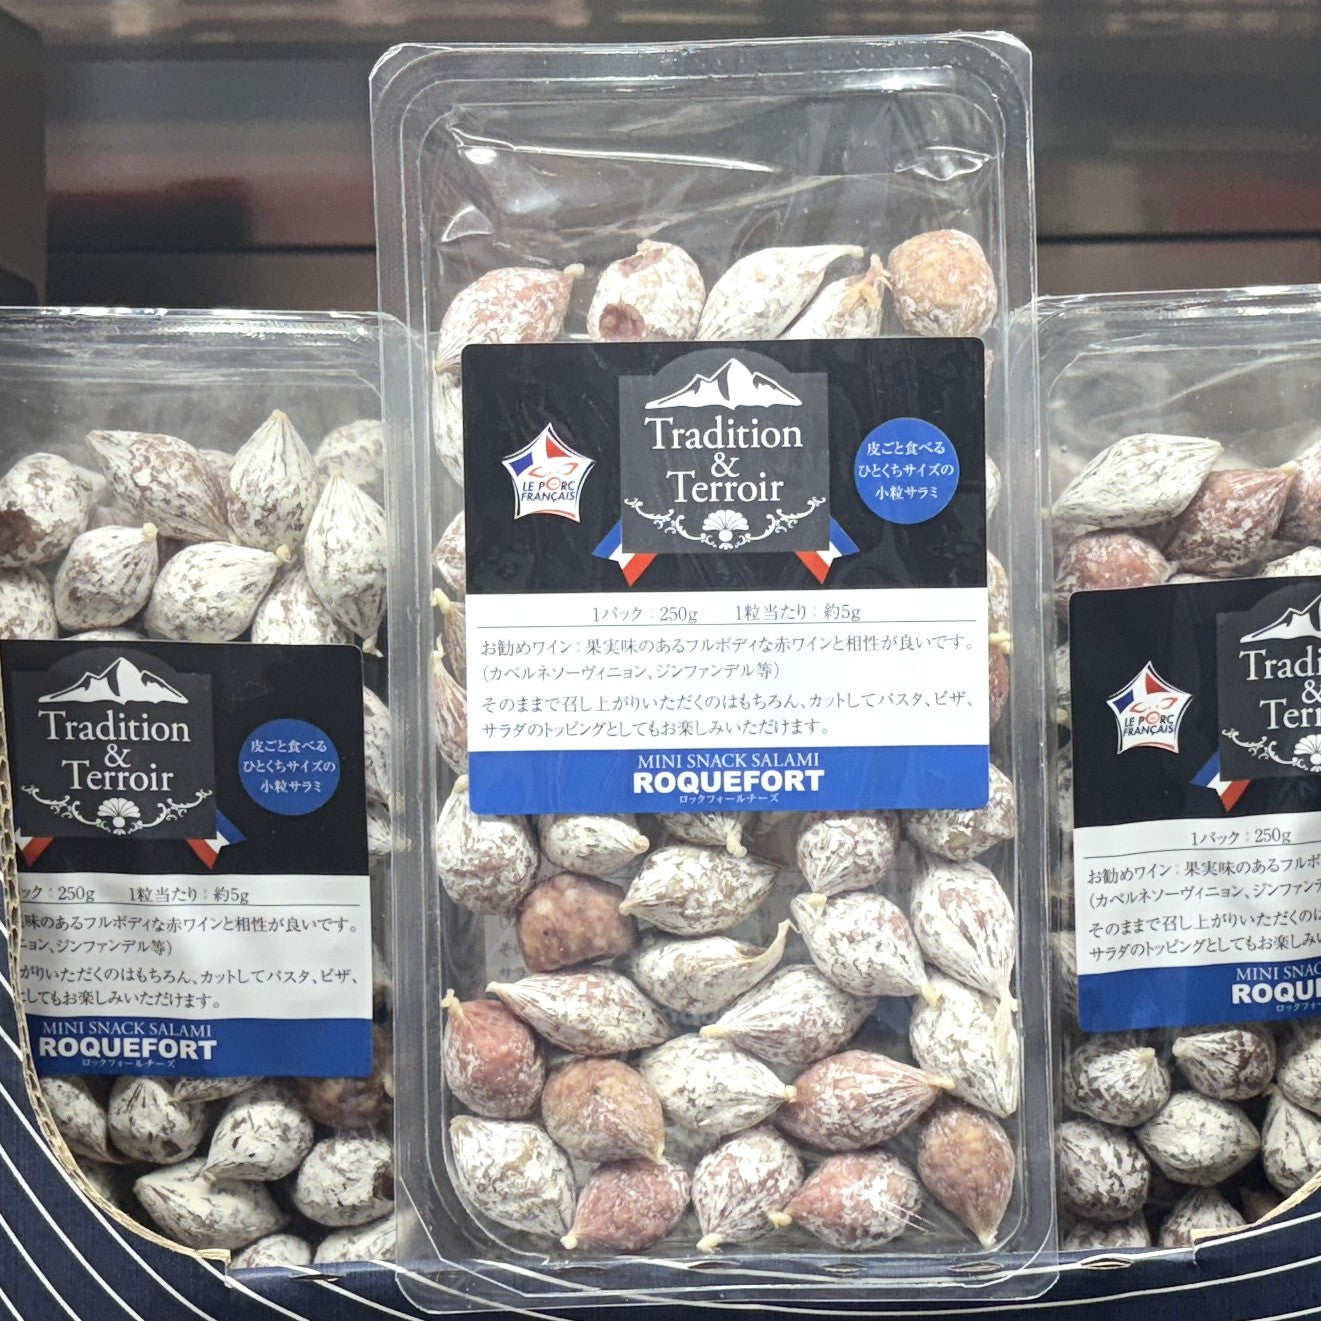 Tradition
&
Terroir
LE PORC
FRANÇAIS
皮ごと食べる
ひとくちサイズの
小粒サラミ
1パック：250g　1粒当たり：約5g
お勧めワイン：果実味のあるフルボディな赤ワインと相性が良いです。
（カベルネソーヴィニョン、ジンファンデル等）
そのままで召し上がりいただくのはもちろん、カットしてパスタ、ピザ、
サラダのトッピングとしてもお楽しみいただけます。
MINI SNACK SALAMI
ROQUEFORT
ロックフォールチーズ
Tradition
&
Terroir
皮ごと食べる
ひとくちサイズの
小粒サラミ
ック：250g　1粒当たり：約5g
味のあるフルボディな赤ワインと相性が良いです。
ニョン、ジンファンデル等）
がりいただくのはもちろん、カットしてパスタ、ピザ、
してもお楽しみいただけます。
MINI SNACK SALAMI
ROQUEFORT
ロックフォールチーズ
Traditi
&
Terr
LE PORC
FRANÇAIS
1パック：250g
お勧めワイン：果実味のあるフルボ
（カベルネソーヴィニョン、ジンファンデ
そのままで召し上がりいただくの
サラダのトッピングとしてもお楽し
MINI SNAC
ROQU
ロックフォー